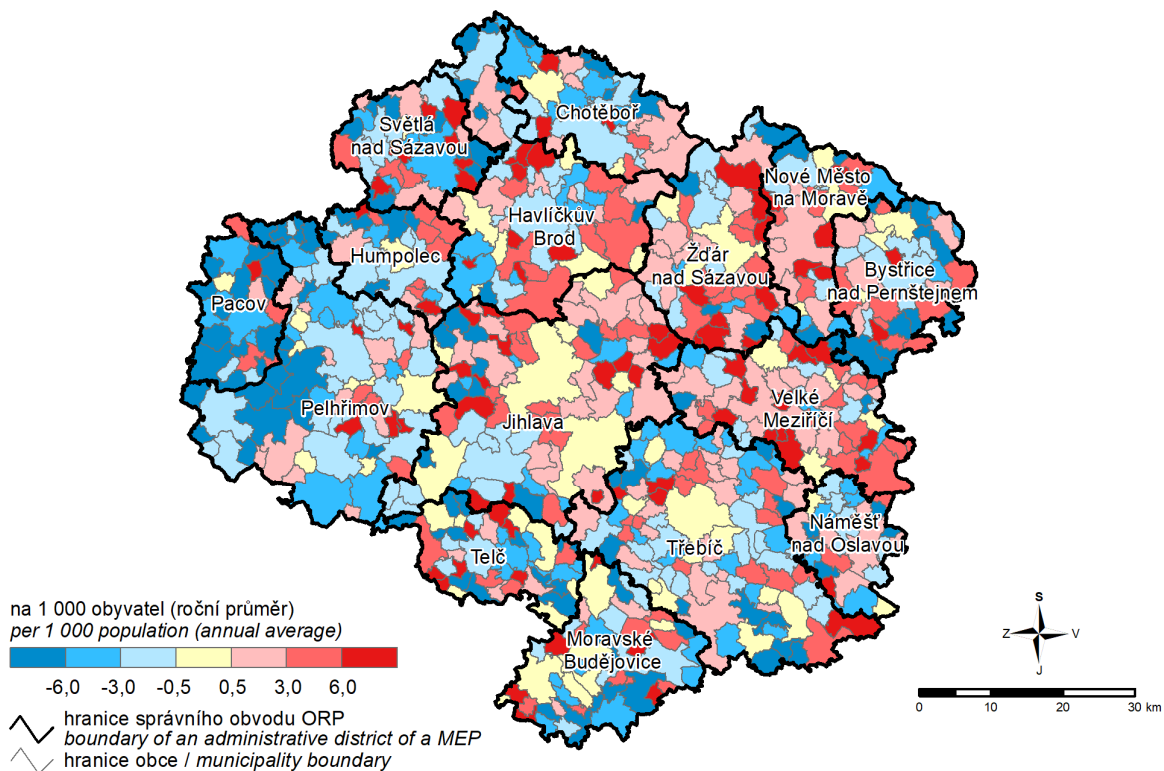 Chotěboř
Světlá
nad Sázavou
Nové Město
na Moravě
Havlíčkův
Brod
Humpolec
Žďár
nad Sázavou
Bystřice
nad Pernštejnem
Pacov
Pelhřimov
Jihlava
Velké
Meziříčí
Telč
Třebíč
Náměšť
nad Oslavou
Moravské
Budějovice
na 1 000 obyvatel (roční průměr)
per 1 000 population (annual average)
-6,0 -3,0 -0,5 0,5 3,0 6,0
hranice správního obvodu ORP
boundary of an administrative district of a MEP
hranice obce / municipality boundary
S
Z V
J
0 10 20 30 km